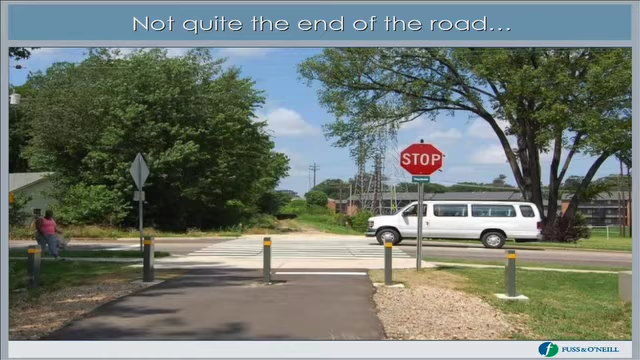 Not quite the end of the road...
STOP
FUSS & O'NEILL